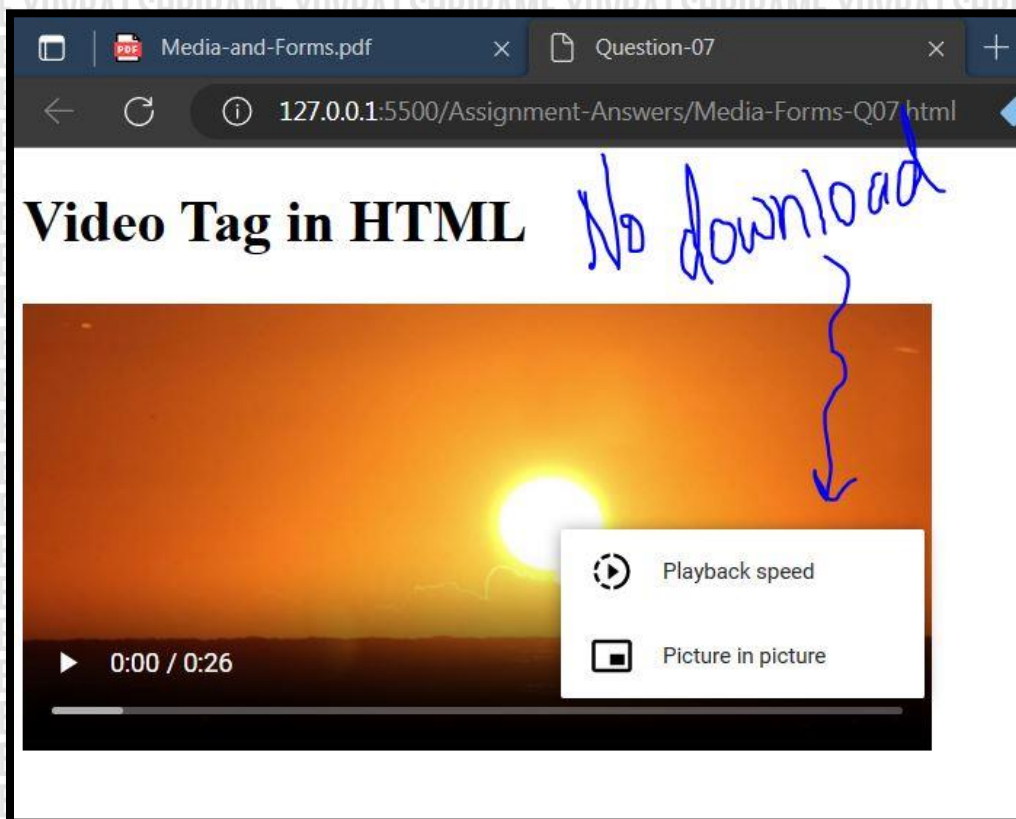 Media-and-Forms.pdf
Question-07
127.0.0.1:5500/Assignment-Answers/Media-Forms-Q07.html
Video Tag in HTML
No download
Playback speed
Picture in picture
0:00 / 0:26